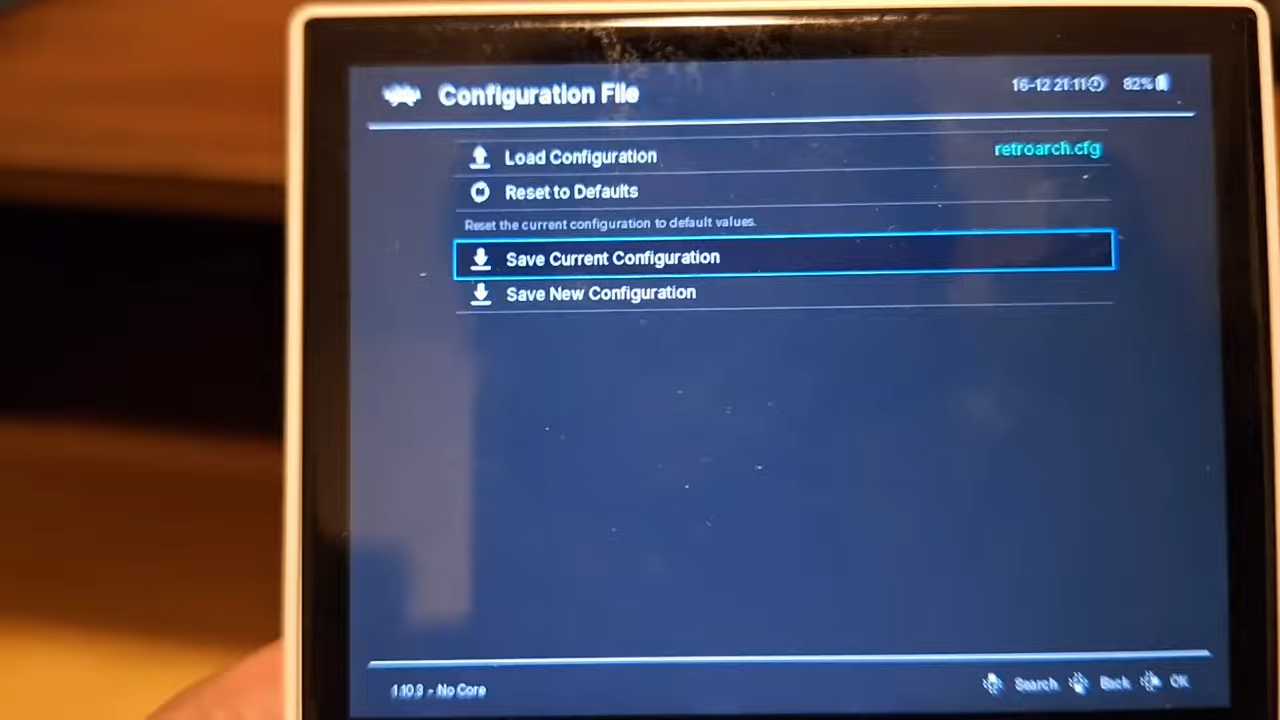 Configuration File
16-12 21:11 82%
Load Configuration retroarch.cfg
Reset to Defaults
Reset the current configuration to default values.
Save Current Configuration
Save New Configuration
1.10.3 - No Core
Search Back OK